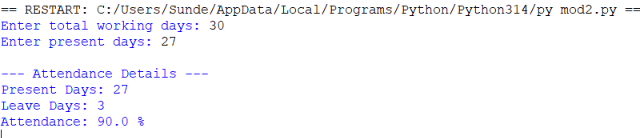 == RESTART: C:/Users/Sunde/AppData/Local/Programs/Python/Python314/py mod2.py ==
Enter total working days: 30
Enter present days: 27
--- Attendance Details ---
Present Days: 27
Leave Days: 3
Attendance: 90.0 %